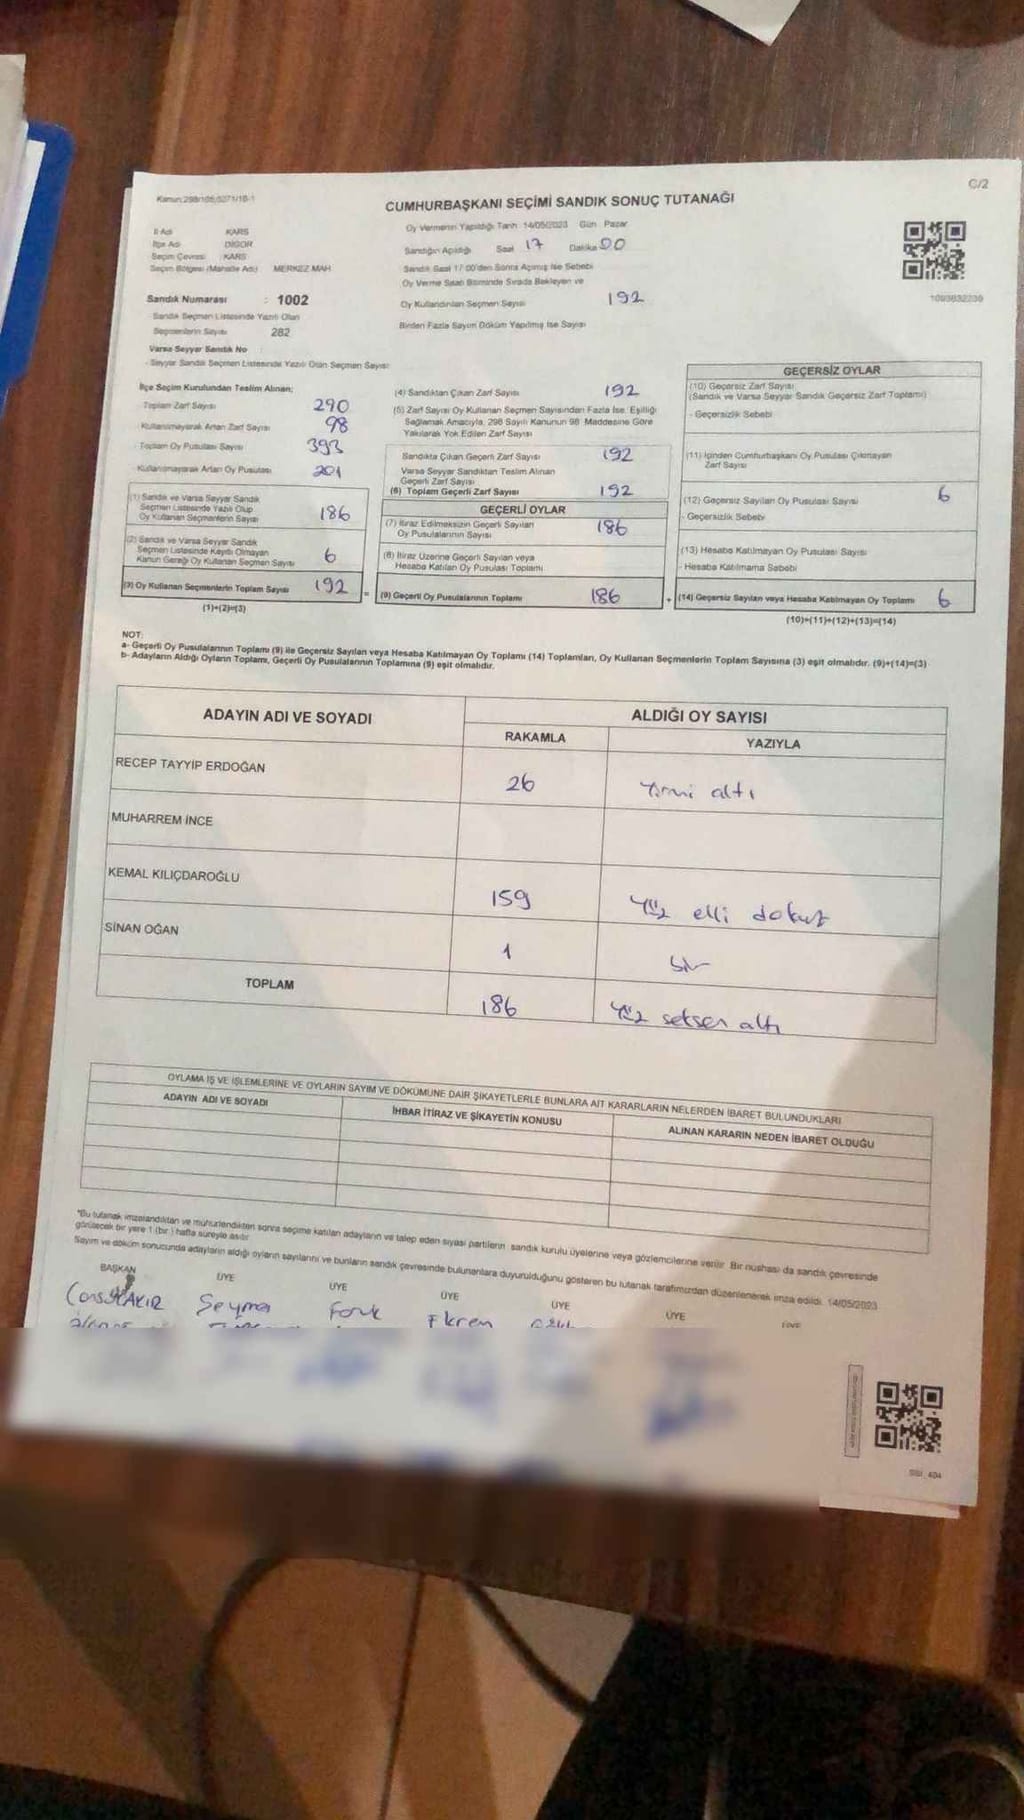 C/2
CUMHURBAŞKANI SEÇİMİ SANDIK SONUÇ TUTANAĞI
İl Adı KARS
İlçe Adı DİGOR
Seçim Çevresi KARS
Seçim Bölgesi (Mahalle Adı) MERKEZ MAH
Sandık Numarası : 1002
Sandık Seçmen Listesinde Yazılı Olan
Seçmenlerin Sayısı 282
Varsa Seyyar Sandık No
- Seyyar Sandık Seçmen Listesinde Yazılı Olan Seçmen Sayısı
Oy Vermenin Yapıldığı Tarih 14/05/2023 Gün Pazar
Sandığın Açıldığı Saat 17 Dakika 00
Sandık Saat 17:00'den Sonra Açılmış İse Sebebi
Oy Verme Saati Bitiminde Sırada Bekleyen ve
Oy Kullandırılan Seçmen Sayısı 192
Birden Fazla Sayım Döküm Yapılmış İse Sayısı
İlçe Seçim Kurulundan Teslim Alınan;
Toplam Zarf Sayısı 290
Kullanılmayarak Artan Zarf Sayısı 98
Toplam Oy Pusulası Sayısı 393
Kullanılmayarak Artan Oy Pusulası 201
(1) Sandık ve Varsa Seyyar Sandık
Seçmen Listesinde Yazılı Olup
Oy Kullanan Seçmenlerin Sayısı 186
(2) Sandık ve Varsa Seyyar Sandık
Seçmen Listesinde Kaydı Olmayan
Kanun Gereği Oy Kullanan Seçmen Sayısı 6
(3) Oy Kullanan Seçmenlerin Toplam Sayısı 192
(1)+(2)=(3)
(4) Sandıktan Çıkan Zarf Sayısı 192
(5) Zarf Sayısı Oy Kullanan Seçmen Sayısından Fazla İse, Eşitliği
Sağlamak Amacıyla, 298 Sayılı Kanunun 98. Maddesine Göre
Yakılarak Yok Edilen Zarf Sayısı
Sandıkta Çıkan Geçerli Zarf Sayısı 192
Varsa Seyyar Sandıktan Teslim Alınan
Geçerli Zarf Sayısı
(6) Toplam Geçerli Zarf Sayısı 192
GEÇERLİ OYLAR
(7) İtiraz Edilmeksizin Geçerli Sayılan
Oy Pusulalarının Sayısı 186
(8) İtiraz Üzerine Geçerli Sayılan veya
Hesaba Katılan Oy Pusulası Toplamı
= (9) Geçerli Oy Pusulalarının Toplamı 186
GEÇERSİZ OYLAR
(10) Geçersiz Zarf Sayısı
(Sandık ve Varsa Seyyar Sandık Geçersiz Zarf Toplamı)
- Geçersizlik Sebebi
(11) İçinden Cumhurbaşkanı Oy Pusulası Çıkmayan
Zarf Sayısı
(12) Geçersiz Sayılan Oy Pusulası Sayısı 6
- Geçersizlik Sebebi
(13) Hesaba Katılmayan Oy Pusulası Sayısı
- Hesaba Katılmama Sebebi
+ (14) Geçersiz Sayılan veya Hesaba Katılmayan Oy Toplamı 6
(10)+(11)+(12)+(13)=(14)
NOT:
a- Geçerli Oy Pusulalarının Toplamı (9) ile Geçersiz Sayılan veya Hesaba Katılmayan Oy Toplamı (14) Toplamları, Oy Kullanan Seçmenlerin Toplam Sayısına (3) eşit olmalıdır. (9)+(14)=(3)
b- Adayların Aldığı Oyların Toplamı, Geçerli Oy Pusulalarının Toplamına (9) eşit olmalıdır.
ADAYIN ADI VE SOYADI
ALDIĞI OY SAYISI
RAKAMLA YAZIYLA
RECEP TAYYİP ERDOĞAN 26 Yirmi altı
MUHARREM İNCE
KEMAL KILIÇDAROĞLU 159 Yüz elli dokuz
SİNAN OĞAN 1 bir
TOPLAM 186 Yüz seksen altı
OYLAMA İŞ VE İŞLEMLERİNE VE OYLARIN SAYIM VE DÖKÜMÜNE DAİR ŞİKAYETLERLE BUNLARA AİT KARARLARIN NELERDEN İBARET BULUNDUKLARI
ADAYIN ADI VE SOYADI İHBAR İTİRAZ VE ŞİKAYETİN KONUSU ALINAN KARARIN NEDEN İBARET OLDUĞU
*Bu tutanak imzalandıktan ve mühürlendikten sonra seçime katılan adayların ve talep eden siyasi partilerin sandık kurulu üyelerine veya gözlemcilerine verilir. Bir nüshası da sandık çevresinde
görülecek bir yere 1 (bir) hafta süreyle asılır.
Sayım ve döküm sonucunda adayların aldığı oyların sayılarını ve bunların sandık çevresinde bulunanlara duyurulduğunu gösteren bu tutanak tarafımızdan düzenlenerek imza edildi. 14/05/2023
BAŞKAN ÜYE ÜYE ÜYE ÜYE ÜYE ÜYE
Şeyma Faruk Ekrem